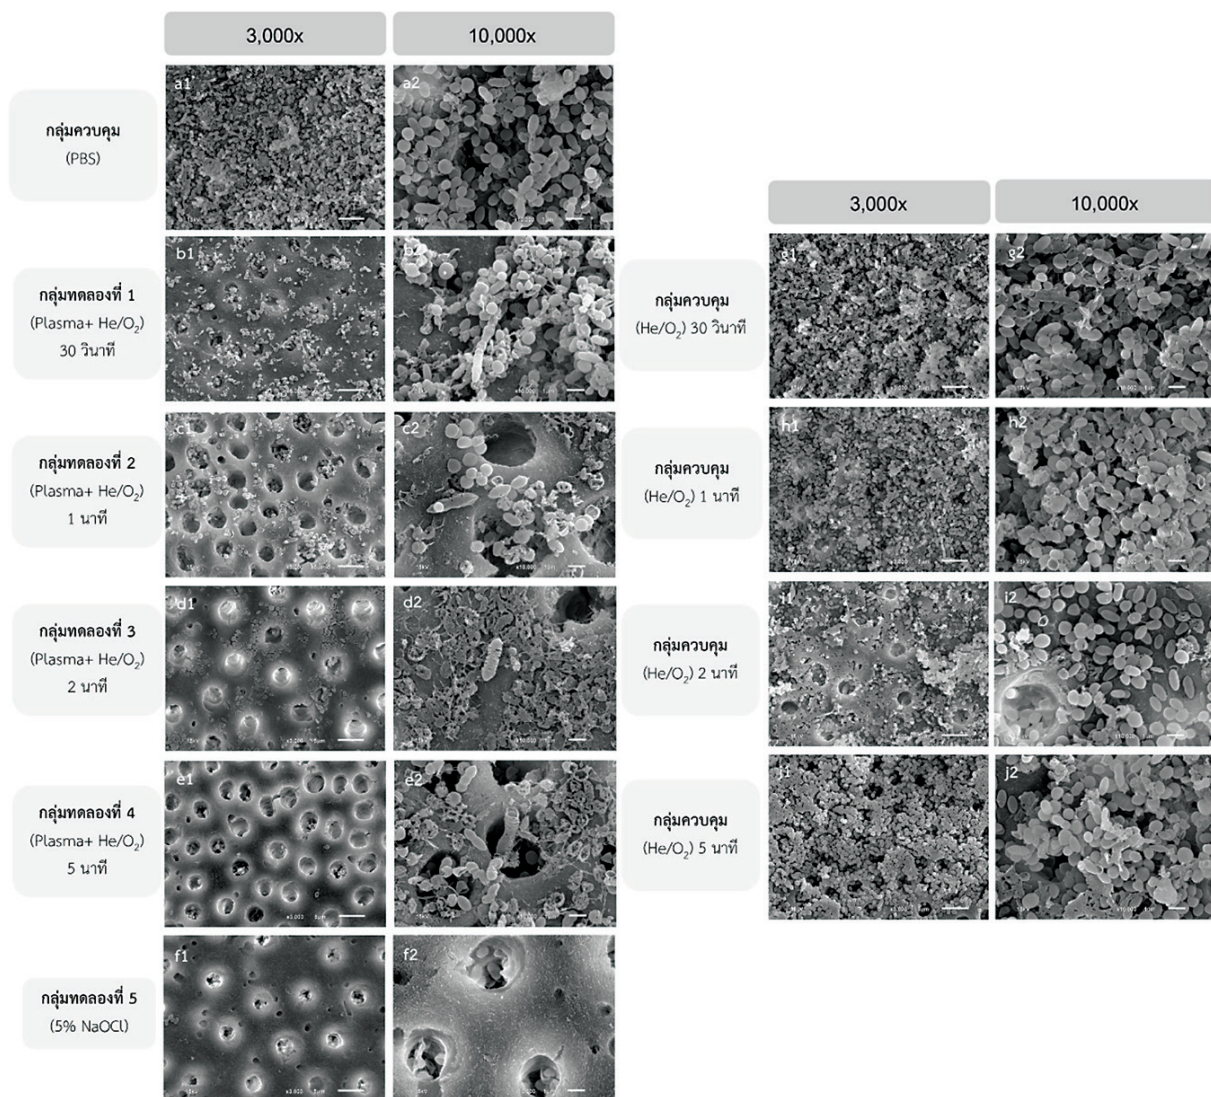 3,000x
10,000x
กลุ่มควบคุม
(PBS)
a1
a2
กลุ่มทดลองที่ 1
(Plasma+ He/O₂)
30 วินาที
b1
กลุ่มทดลองที่ 2
(Plasma+ He/O₂)
1 นาที
c1
c2
กลุ่มทดลองที่ 3
(Plasma+ He/O₂)
2 นาที
d1
d2
กลุ่มทดลองที่ 4
(Plasma+ He/O₂)
5 นาที
e1
e2
กลุ่มทดลองที่ 5
(5% NaOCl)
f1
f2
3,000x
10,000x
กลุ่มควบคุม
(He/O₂) 30 วินาที
g1
g2
กลุ่มควบคุม
(He/O₂) 1 นาที
h1
h2
กลุ่มควบคุม
(He/O₂) 2 นาที
i1
i2
กลุ่มควบคุม
(He/O₂) 5 นาที
j1
j2